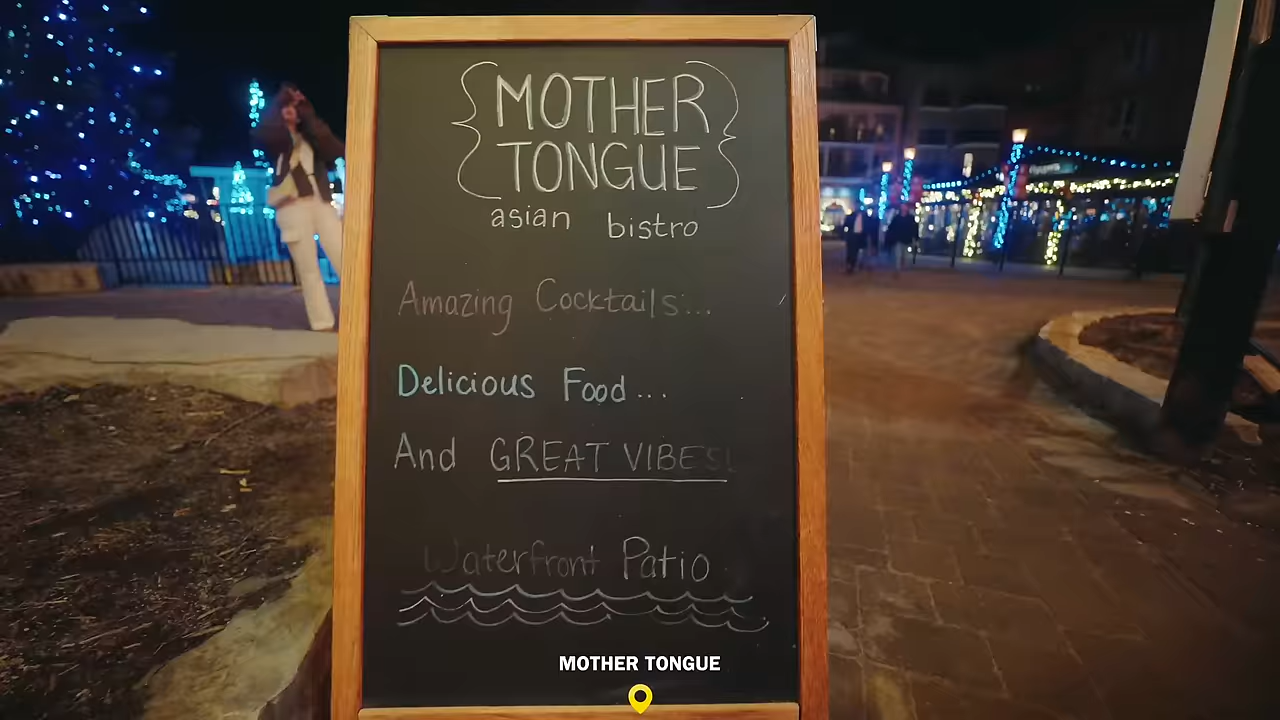 MOTHER
TONGUE
asian bistro
Amazing Cocktails...
Delicious Food...
And GREAT VIBES!
Waterfront Patio
MOTHER TONGUE